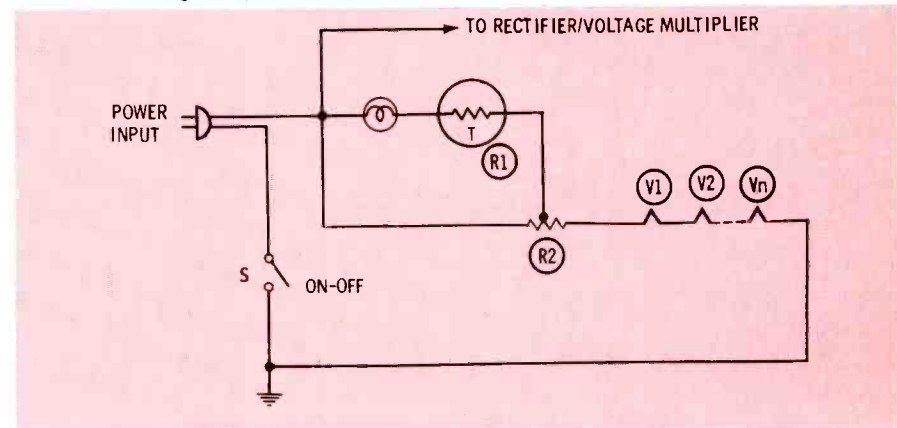 TO RECTIFIER/VOLTAGE MULTIPLIER
POWER
INPUT
T
R1
V1
V2
Vn
R2
S
ON-OFF